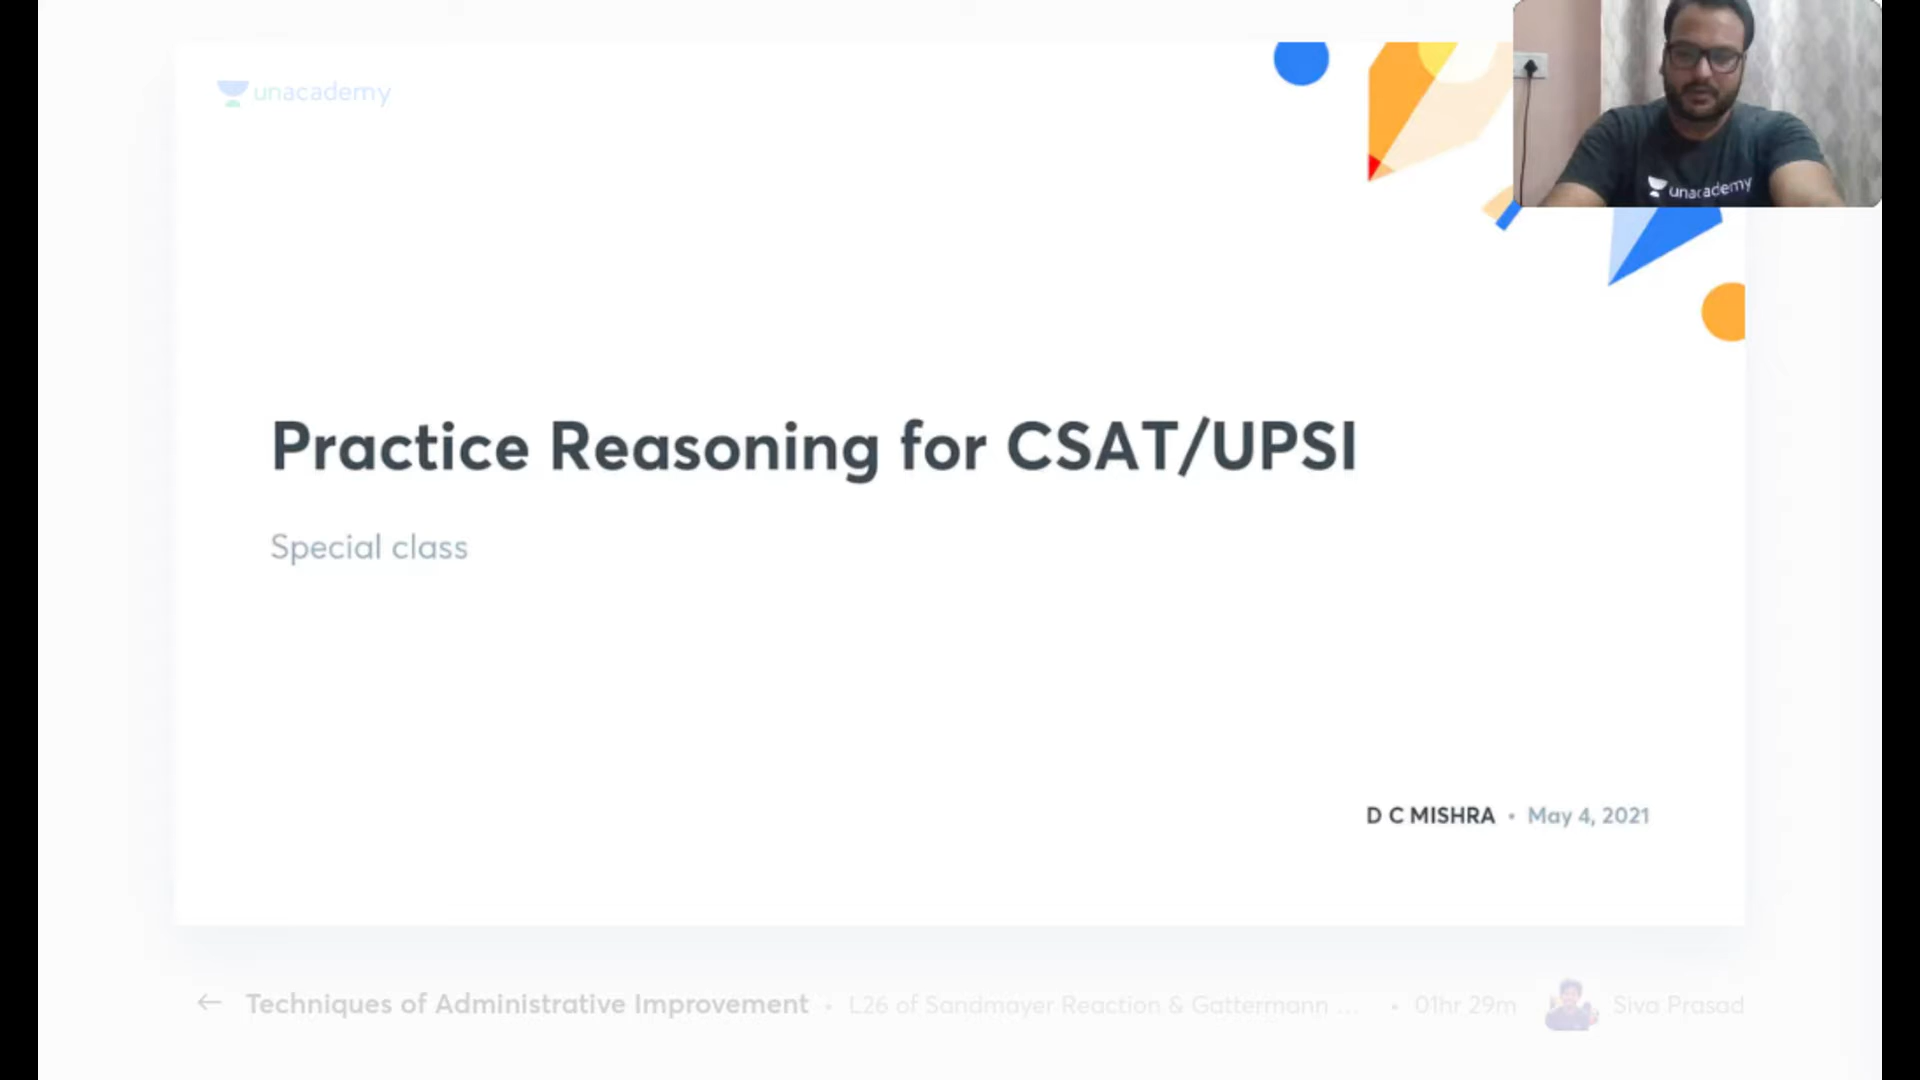 unacademy
unacademy
Practice Reasoning for CSAT/UPSI
Special class
D C MISHRA • May 4, 2021
← Techniques of Administrative Improvement • L26 of Sandmayer Reaction & Gattermann ... • 01hr 29m Siva Prasad